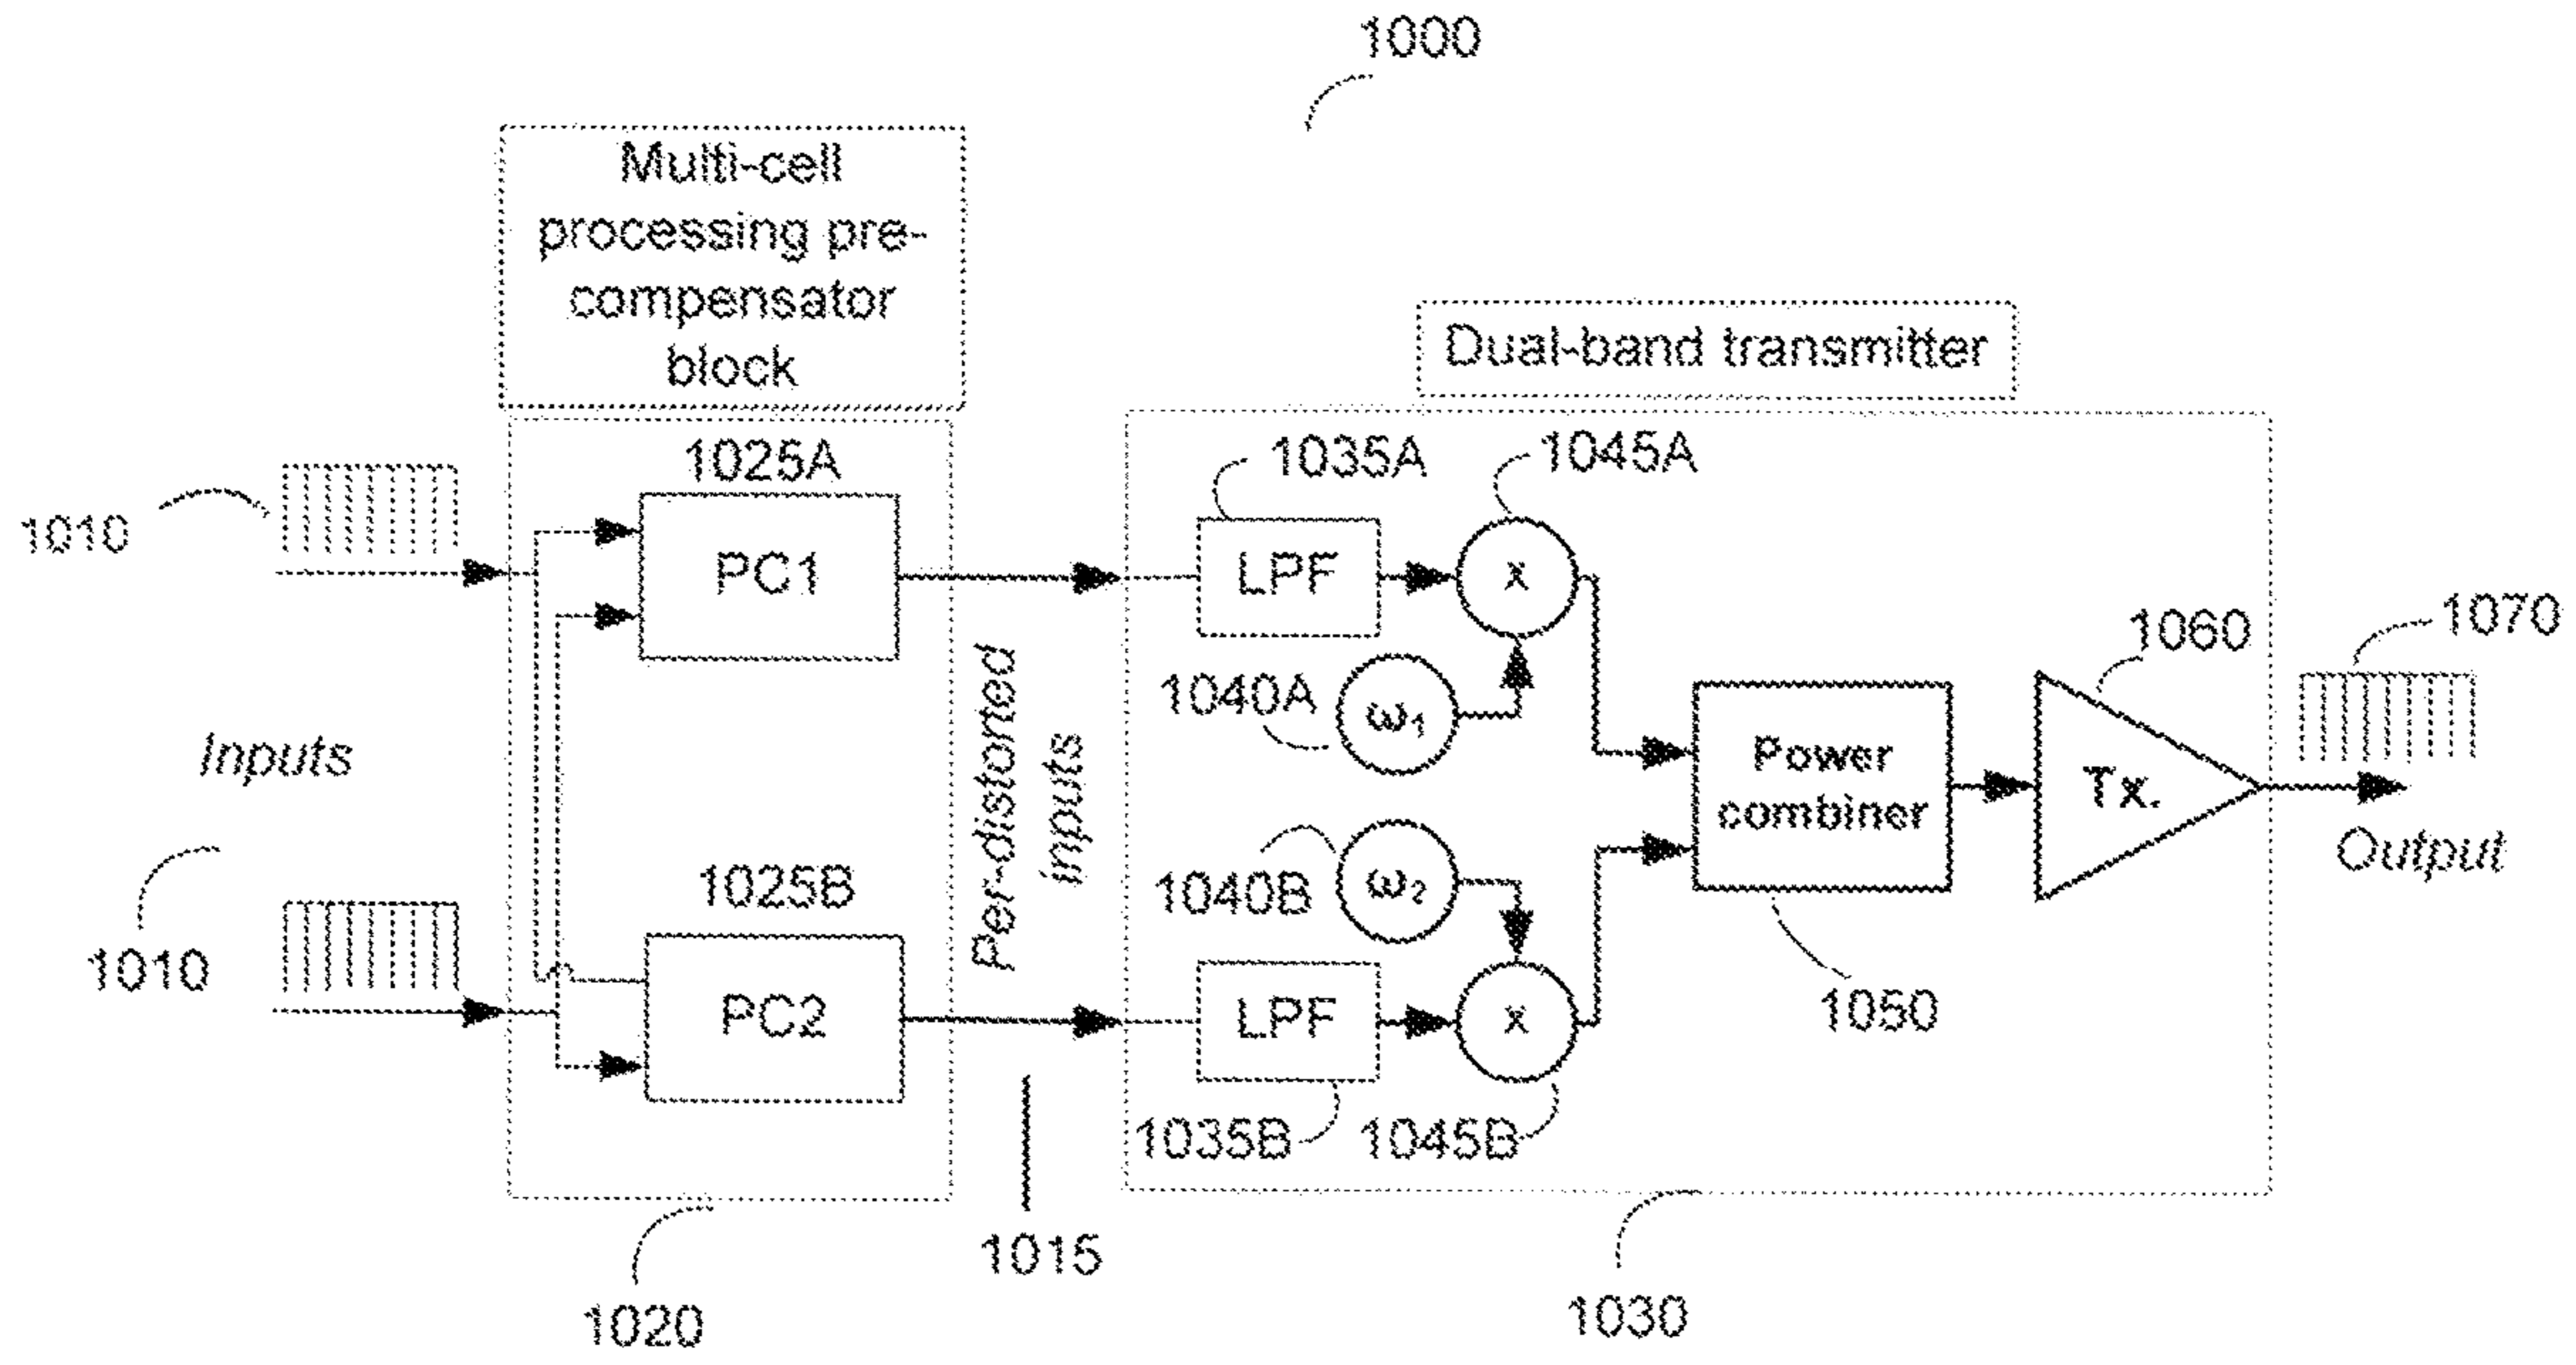 1000
Multi-cell
processing pre-
compensator
block
Dual-band transmitter
1025A
1035A
1045A
1010
PC1
LPF
x
1070
1060
1040A
ω1
Inputs
Per-distorted
inputs
Power
combiner
Tx.
Output
1025B
1040B
ω2
1010
PC2
LPF
x
1050
1035B
1045B
1015
1020
1030